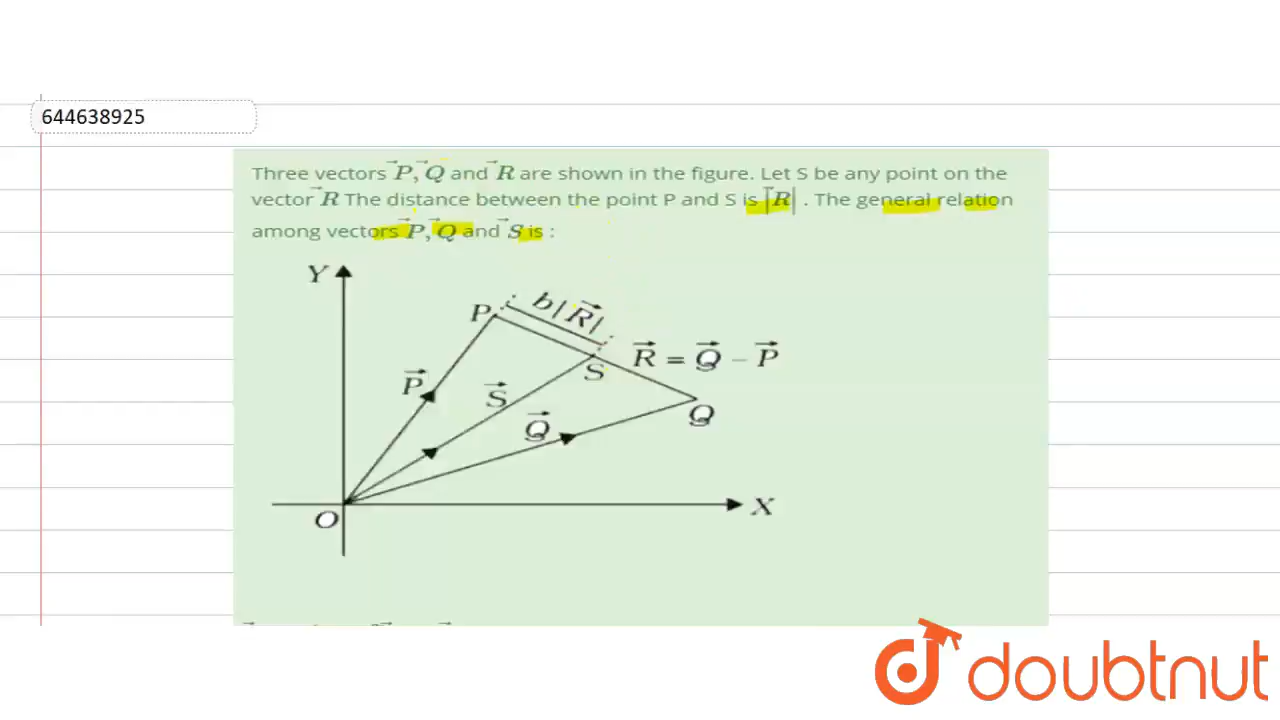 644638925
Three vectors P⃗, Q⃗ and R⃗ are shown in the figure. Let S be any point on the
vector R⃗ The distance between the point P and S is |R⃗| . The general relation
among vectors P⃗, Q⃗ and S⃗ is :
Y
P
b|R⃗|
R⃗ = Q⃗ – P⃗
S
P⃗
S⃗
Q⃗
Q
X
O
doubtnut